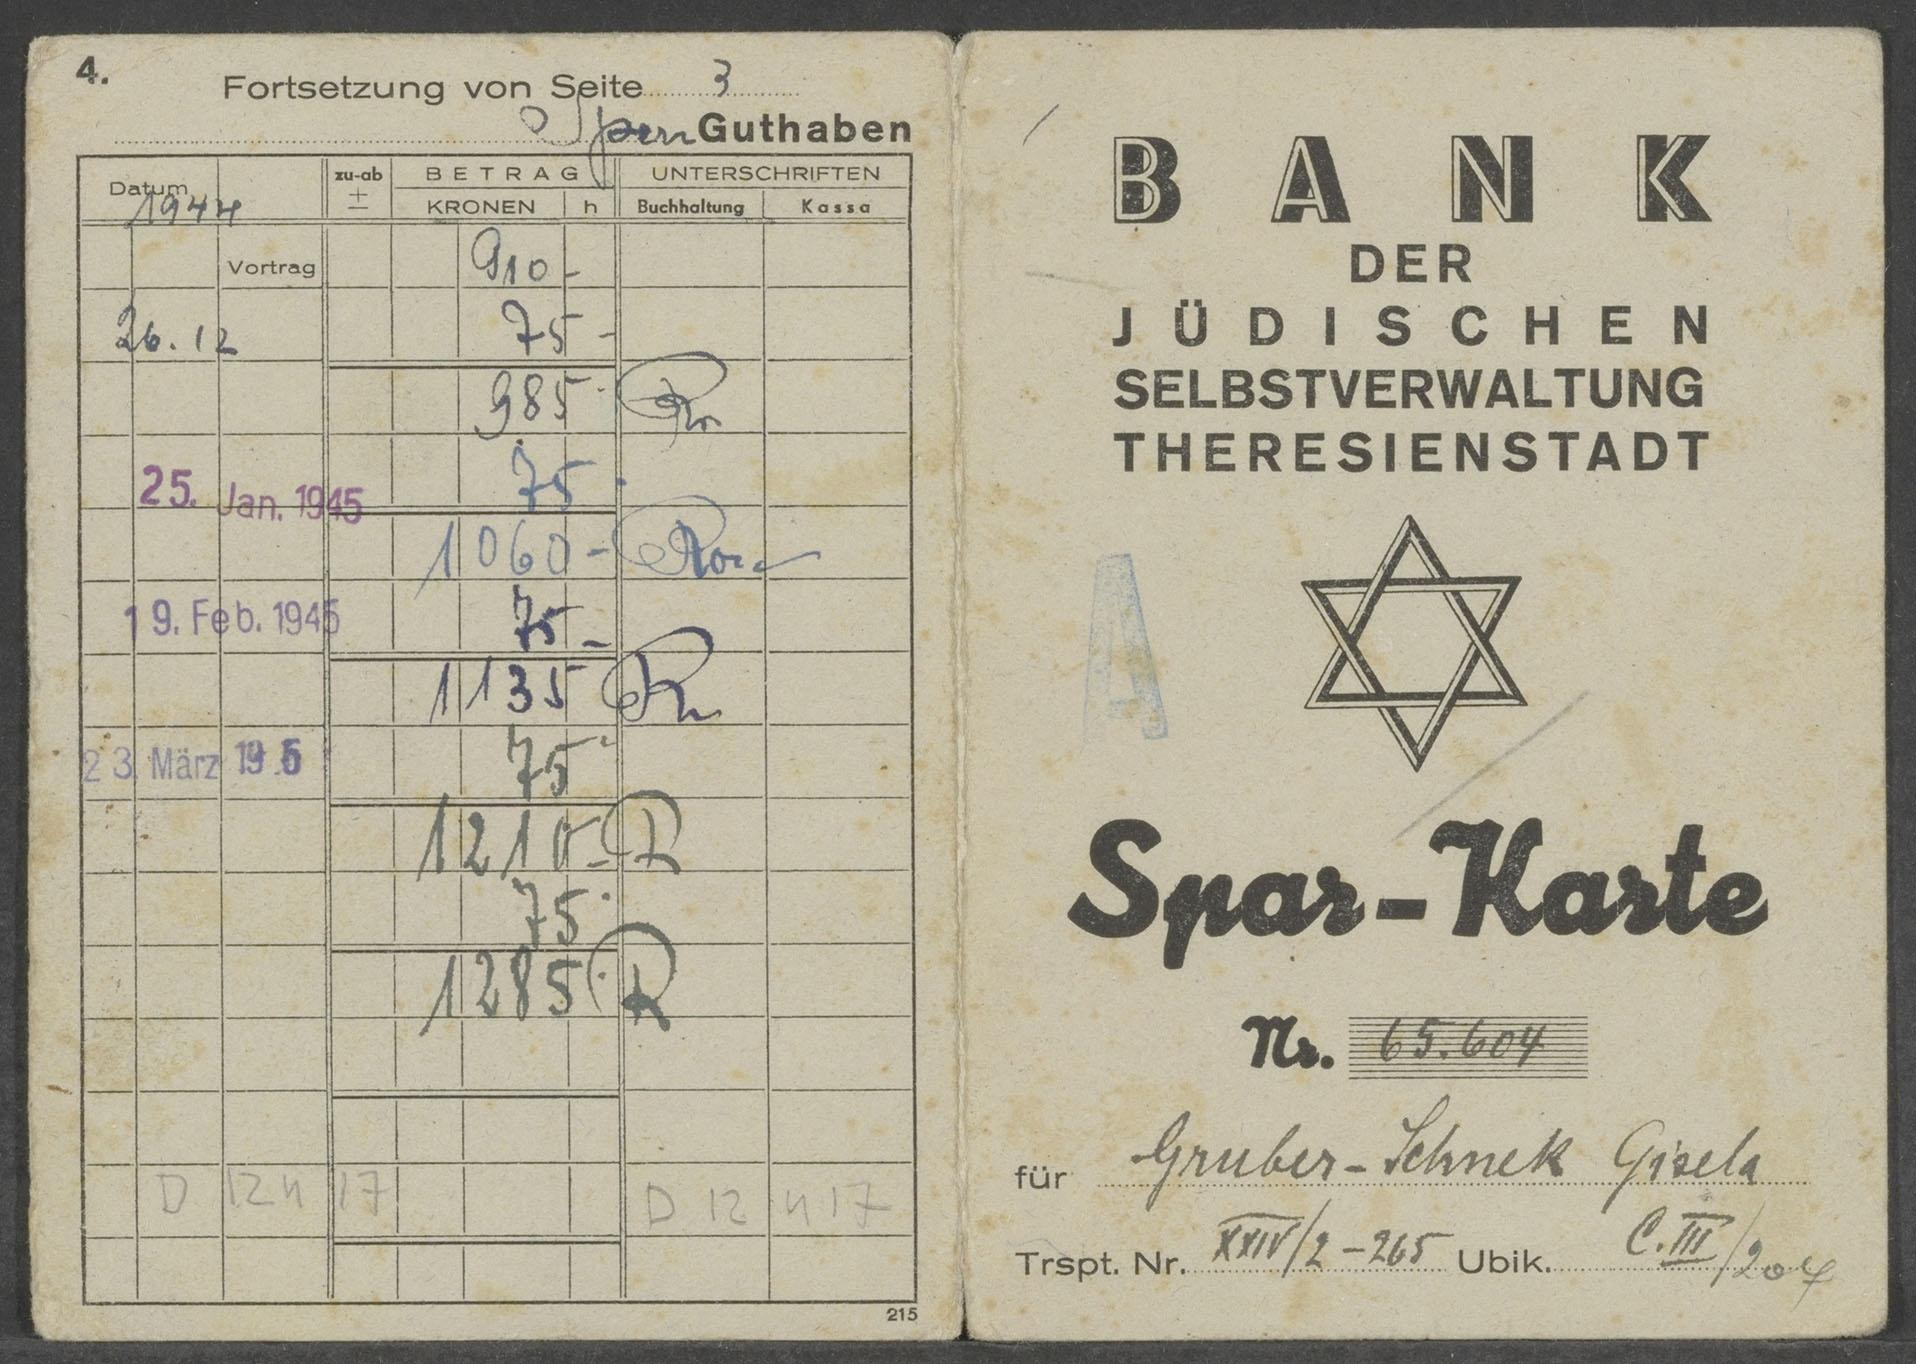 4.
Fortsetzung von Seite 3
Sperr Guthaben
Datum zu-ab BETRAG UNTERSCHRIFTEN
1944 ± KRONEN h Buchhaltung Kassa
Vortrag 910-
26.12 75-
985
25. Jan. 1945 75
1060-
19. Feb. 1945 75-
1135
23. März 19 5 75
1210-
75
1285
D 12417 D 12417
215
BANK
DER
JÜDISCHEN
SELBSTVERWALTUNG
THERESIENSTADT
A
Spar-Karte
Nr. 65.604
für Gruber-Schnek Gisela
Trspt. Nr. XXIV/2-265 Ubik. C.III/204